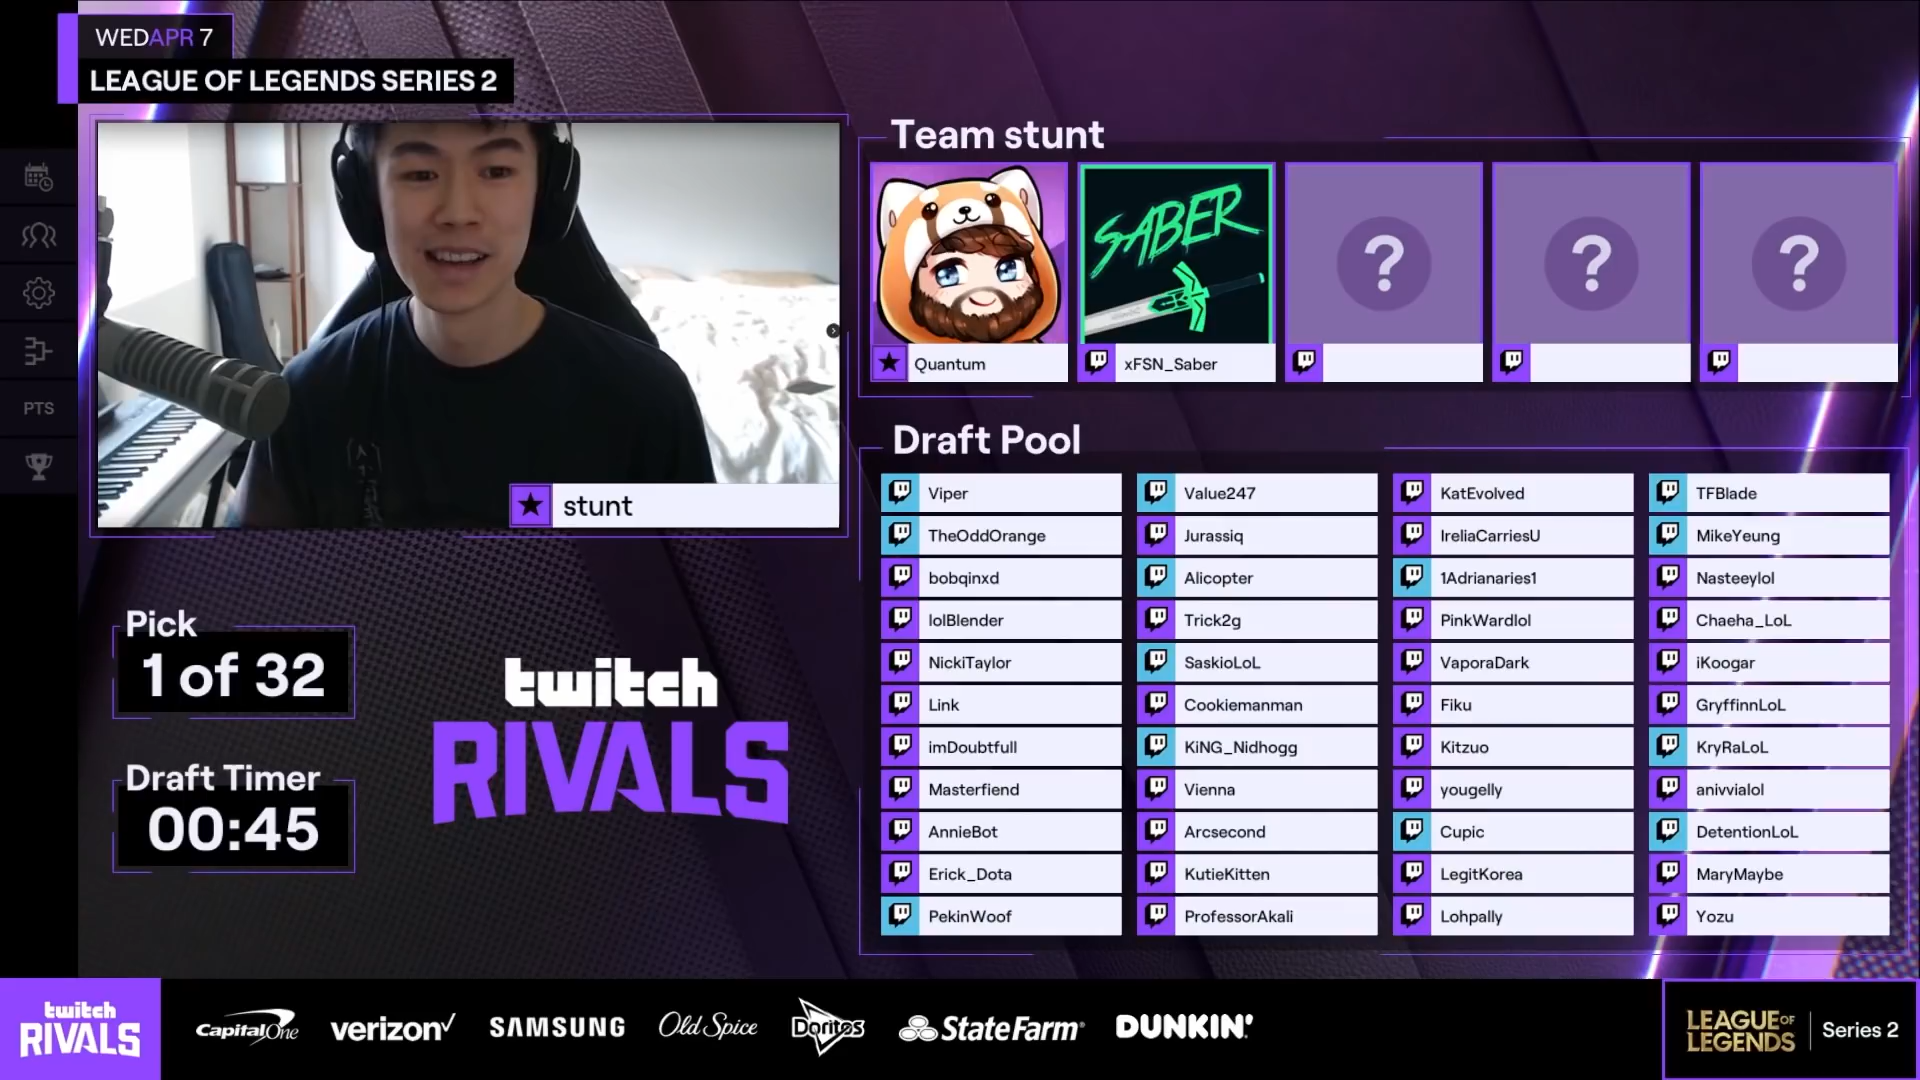 WED APR 7
LEAGUE OF LEGENDS SERIES 2
PTS
stunt
Pick
1 of 32
Draft Timer
00:45
twitch
RIVALS
Team stunt
SABER
Quantum
xFSN_Saber
?
?
?
Draft Pool
Viper
Value247
KatEvolved
TFBlade
TheOddOrange
Jurassiq
IreliaCarriesU
MikeYeung
bobqinxd
Alicopter
1Adrianaries1
Nasteeylol
lolBlender
Trick2g
PinkWardlol
Chaeha_LoL
NickiTaylor
SaskioLoL
VaporaDark
iKoogar
Link
Cookiemanman
Fiku
GryffinnLoL
imDoubtfull
KiNG_Nidhogg
Kitzuo
KryRaLoL
Masterfiend
Vienna
yougelly
anivvialol
AnnieBot
Arcsecond
Cupic
DetentionLoL
Erick_Dota
KutieKitten
LegitKorea
MaryMaybe
PekinWoof
ProfessorAkali
Lohpally
Yozu
twitch
RIVALS
Capital One
verizon
SAMSUNG
Old Spice
Doritos
State Farm
DUNKIN'
LEAGUE OF
LEGENDS
Series 2